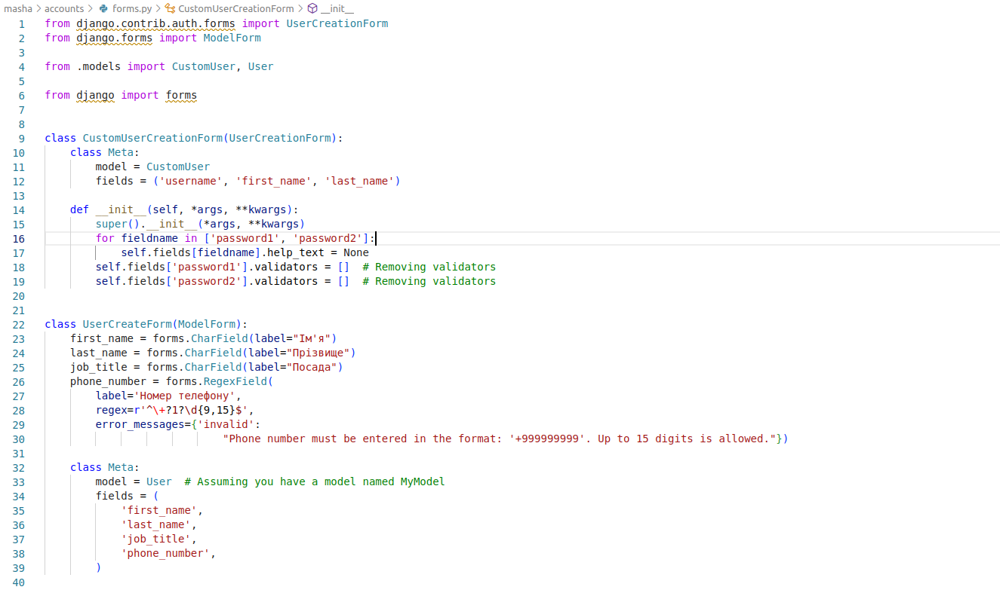 masha > accounts > forms.py > CustomUserCreationForm > __init__
1 from django.contrib.auth.forms import UserCreationForm
2 from django.forms import ModelForm
3
4 from .models import CustomUser, User
5
6 from django import forms
7
8
9 class CustomUserCreationForm(UserCreationForm):
10     class Meta:
11         model = CustomUser
12         fields = ('username', 'first_name', 'last_name')
13
14     def __init__(self, *args, **kwargs):
15         super().__init__(*args, **kwargs)
16         for fieldname in ['password1', 'password2']:
17             self.fields[fieldname].help_text = None
18         self.fields['password1'].validators = []  # Removing validators
19         self.fields['password2'].validators = []  # Removing validators
20
21
22 class UserCreateForm(ModelForm):
23     first_name = forms.CharField(label="Ім'я")
24     last_name = forms.CharField(label="Прізвище")
25     job_title = forms.CharField(label="Посада")
26     phone_number = forms.RegexField(
27         label='Номер телефону',
28         regex=r'^\+?1?\d{9,15}$',
29         error_messages={'invalid':
30                             "Phone number must be entered in the format: '+999999999'. Up to 15 digits is allowed."})
31
32     class Meta:
33         model = User  # Assuming you have a model named MyModel
34         fields = (
35             'first_name',
36             'last_name',
37             'job_title',
38             'phone_number',
39         )
40